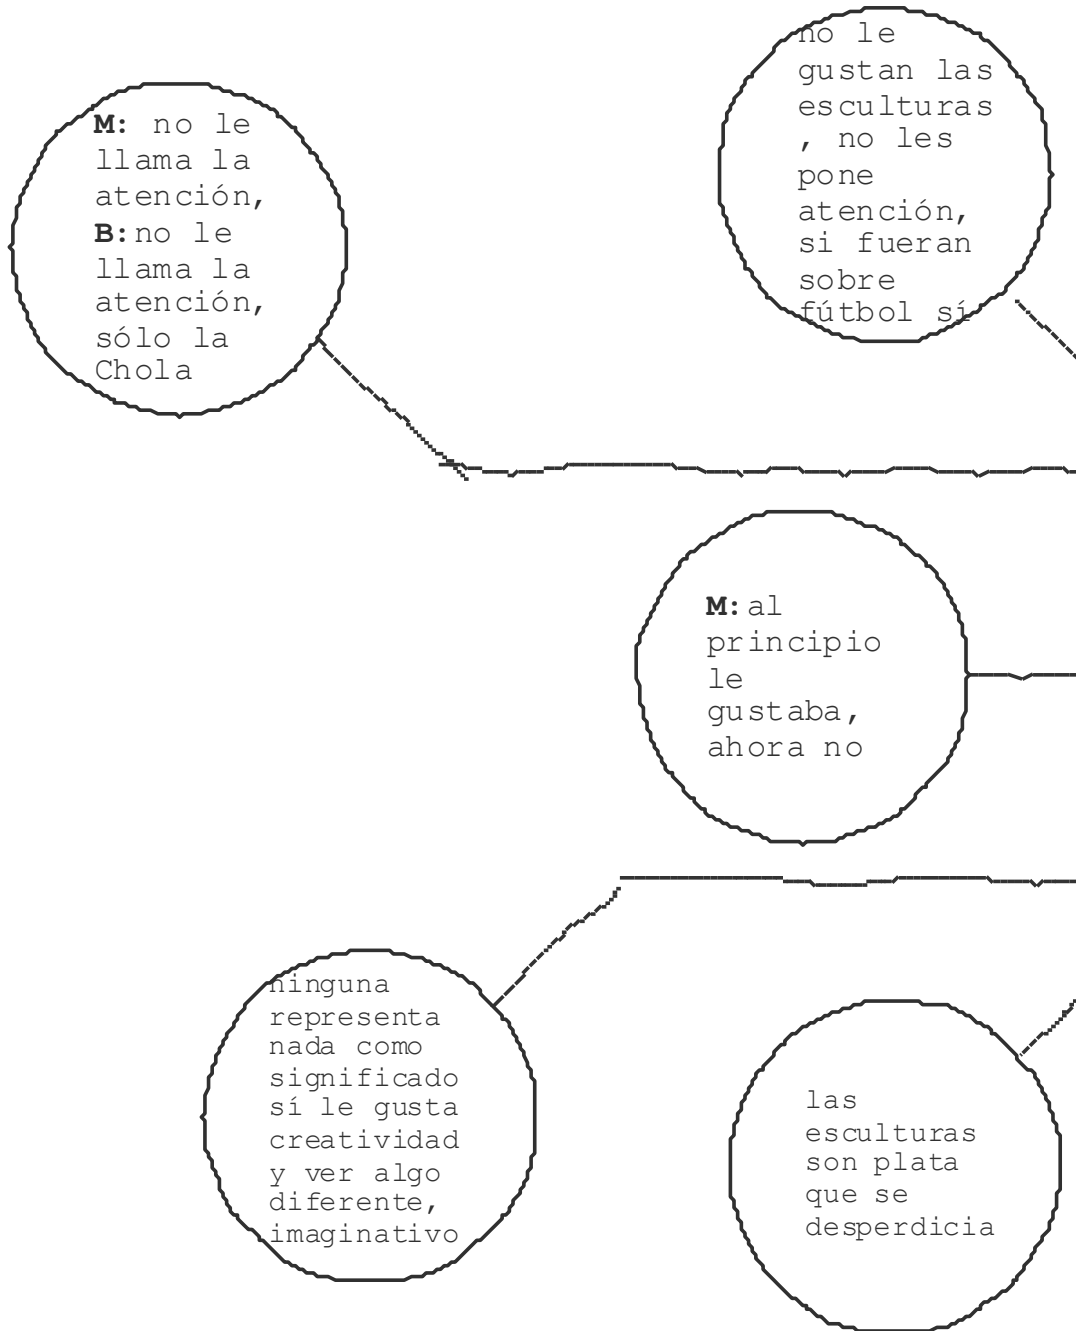 M: no le
llama la
atención,
B:no le
llama la
atención,
sólo la
Chola
no le
gustan las
esculturas
, no les
pone
atención,
si fueran
sobre
fútbol sí
M:al
principio
le
gustaba,
ahora no
ninguna
representa
nada como
significado
sí le gusta
creatividad
y ver algo
diferente,
imaginativo
las
esculturas
son plata
que se
desperdicia